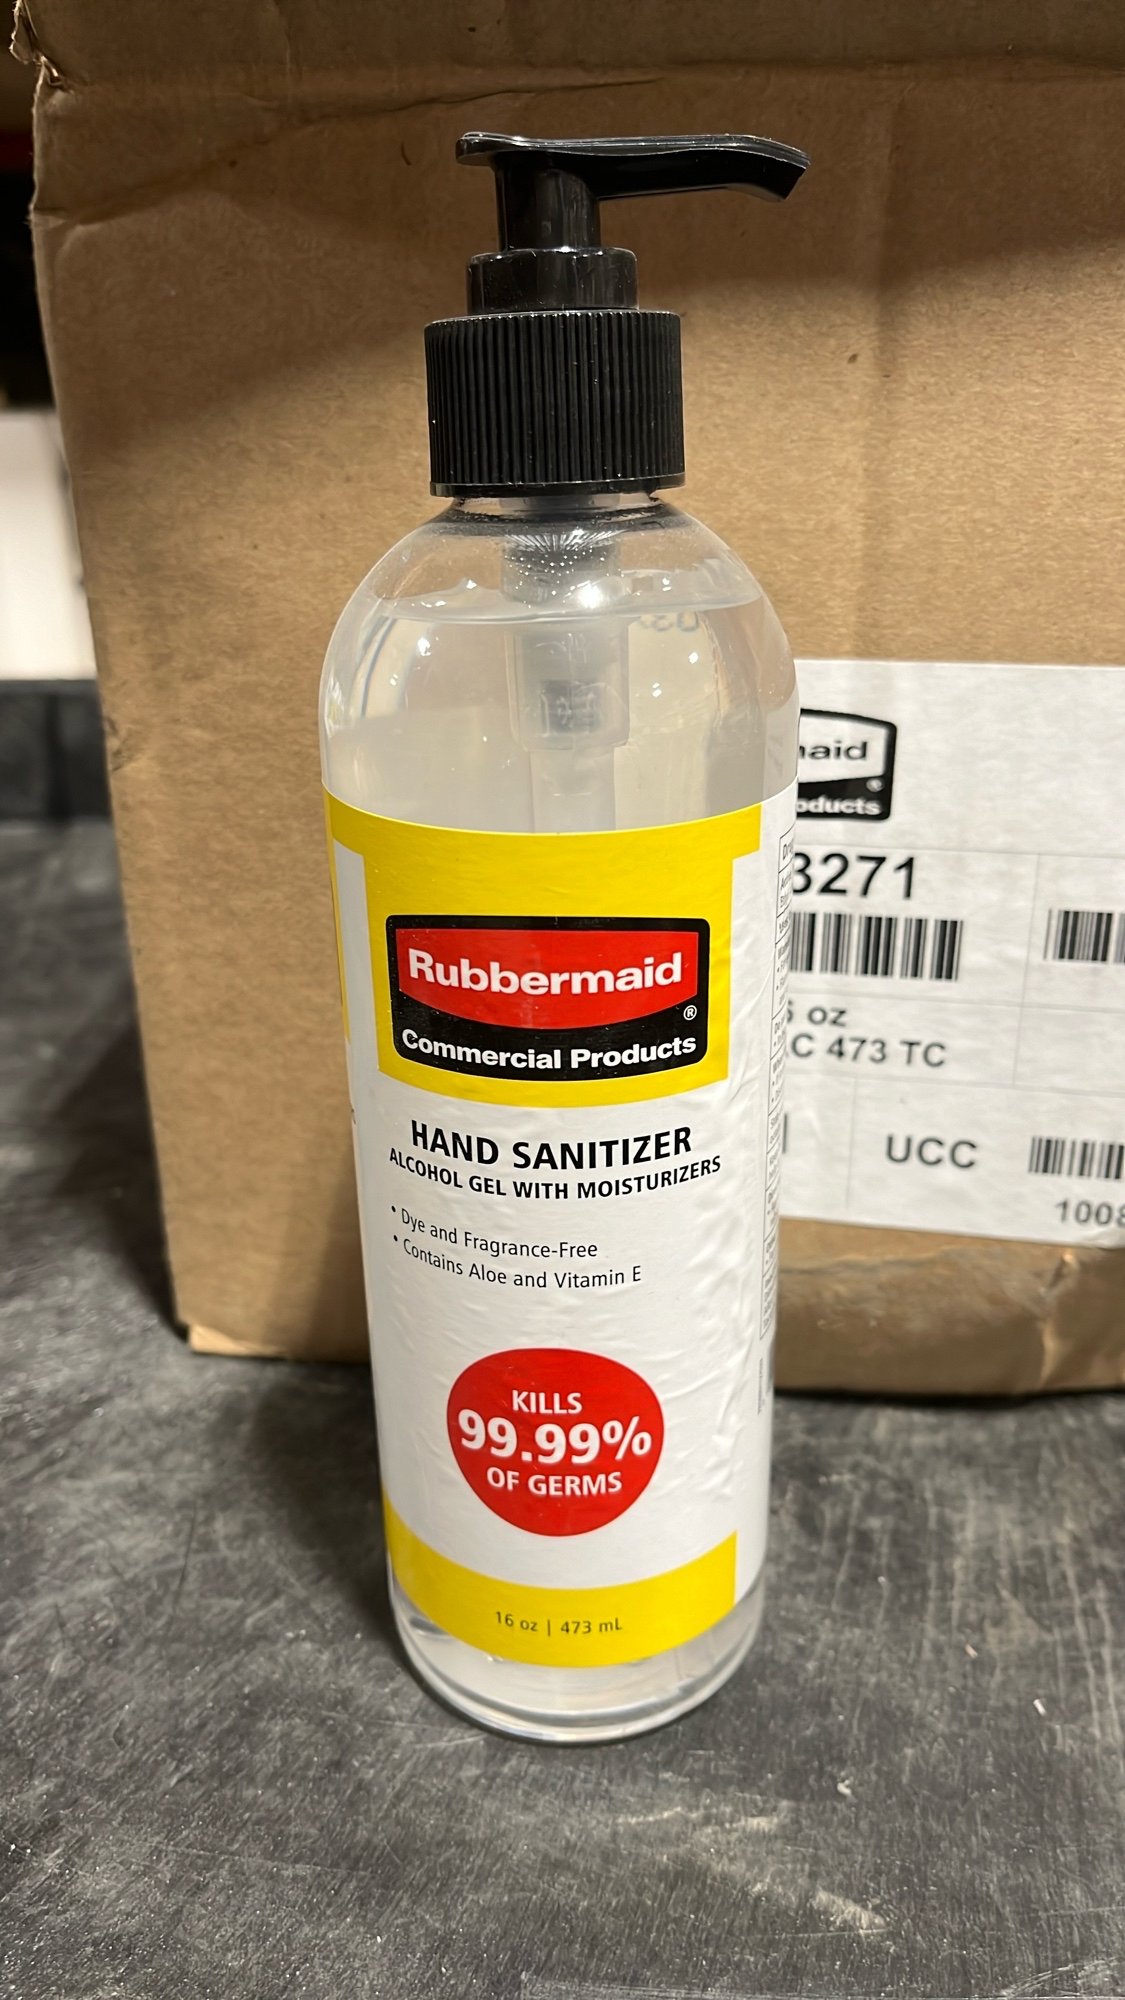 Rubbermaid
®
Commercial Products
HAND SANITIZER
ALCOHOL GEL WITH MOISTURIZERS
• Dye and Fragrance-Free
• Contains Aloe and Vitamin E
KILLS
99.99%
OF GERMS
16 oz | 473 mL
maid
®
oducts
3271
oz
C 473 TC
UCC
1008